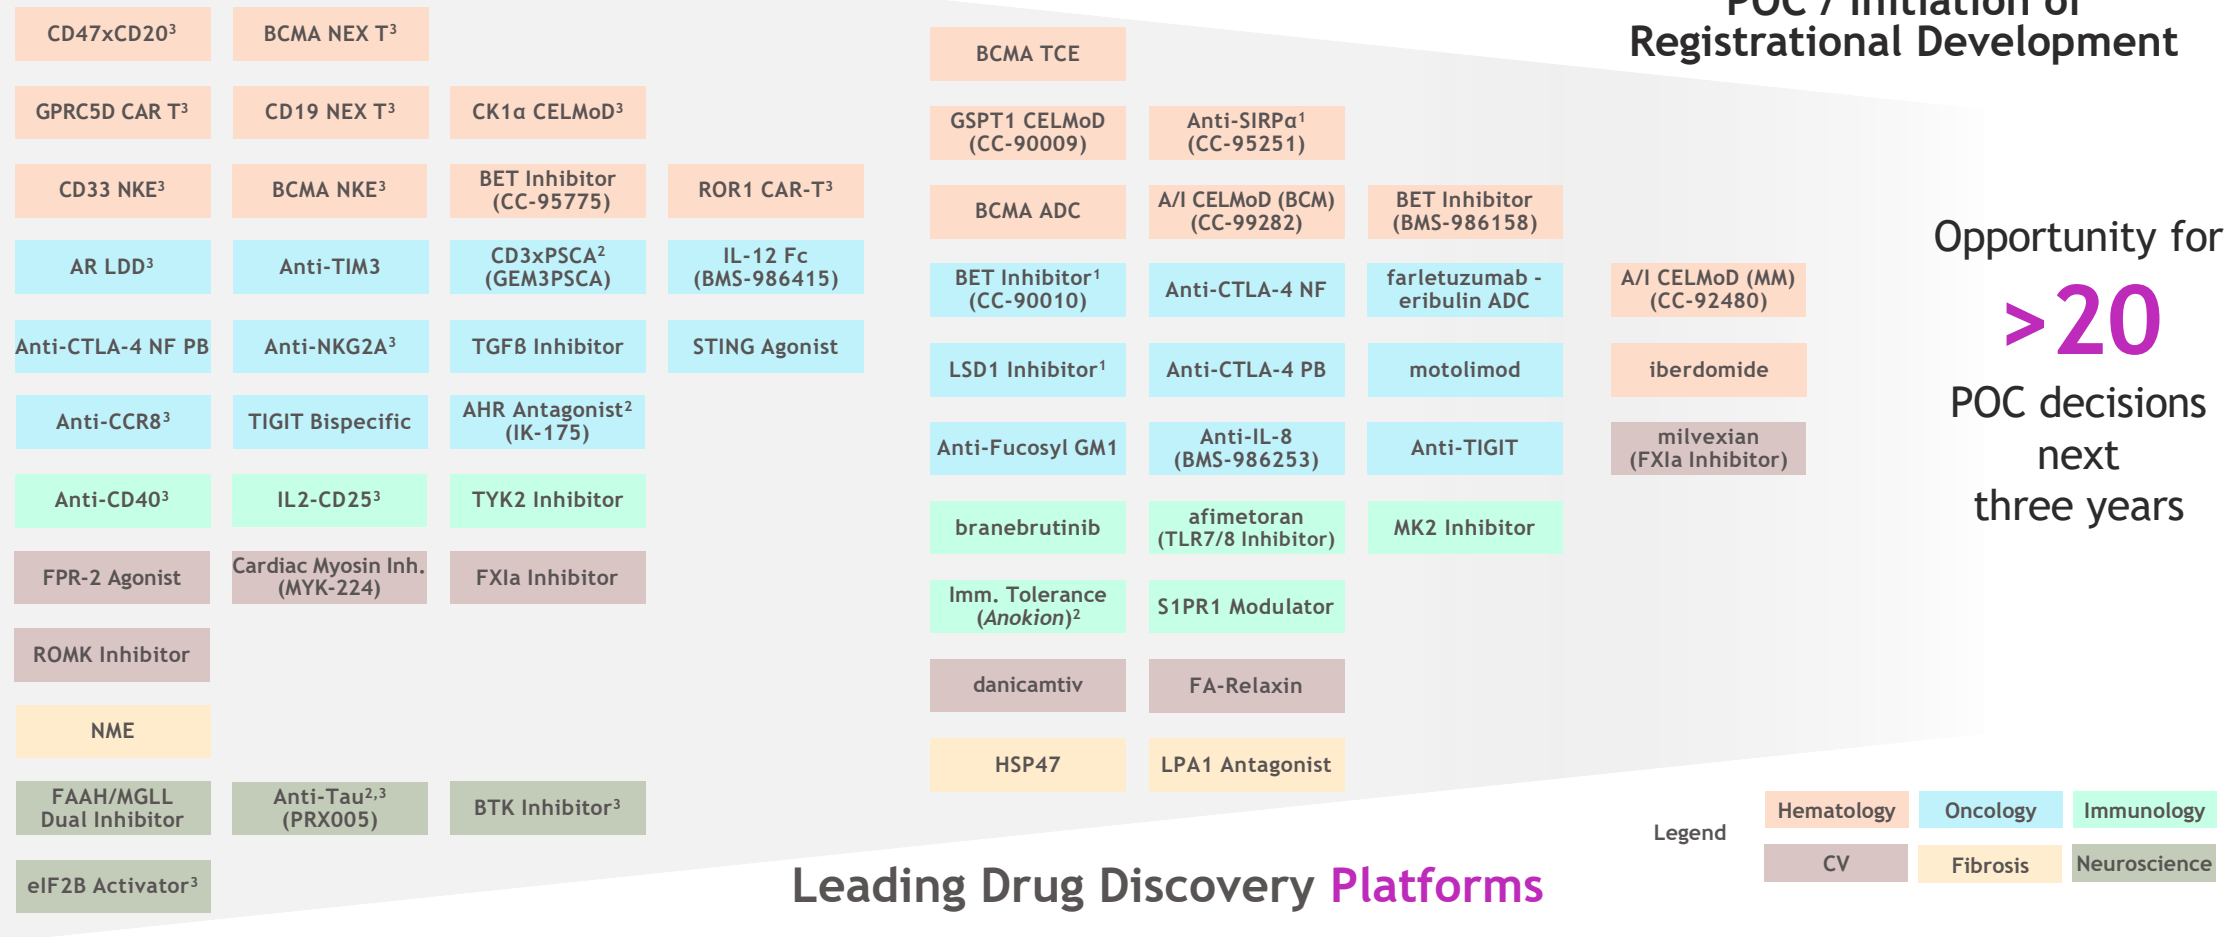 POC / Initiation of
Registrational Development
CD47xCD20³
BCMA NEX T³
GPRC5D CAR T³
CD19 NEX T³
CK1α CELMoD³
CD33 NKE³
BCMA NKE³
BET Inhibitor
(CC-95775)
ROR1 CAR-T³
AR LDD³
Anti-TIM3
CD3xPSCA²
(GEM3PSCA)
IL-12 Fc
(BMS-986415)
Anti-CTLA-4 NF PB
Anti-NKG2A³
TGFß Inhibitor
STING Agonist
Anti-CCR8³
TIGIT Bispecific
AHR Antagonist²
(IK-175)
Anti-CD40³
IL2-CD25³
TYK2 Inhibitor
FPR-2 Agonist
Cardiac Myosin Inh.
(MYK-224)
FXIa Inhibitor
ROMK Inhibitor
NME
FAAH/MGLL
Dual Inhibitor
Anti-Tau²,³
(PRX005)
BTK Inhibitor³
eIF2B Activator³
BCMA TCE
GSPT1 CELMoD
(CC-90009)
Anti-SIRPα¹
(CC-95251)
BCMA ADC
A/I CELMoD (BCM)
(CC-99282)
BET Inhibitor
(BMS-986158)
BET Inhibitor¹
(CC-90010)
Anti-CTLA-4 NF
farletuzumab -
eribulin ADC
LSD1 Inhibitor¹
Anti-CTLA-4 PB
motolimod
Anti-Fucosyl GM1
Anti-IL-8
(BMS-986253)
Anti-TIGIT
branebrutinib
afimetoran
(TLR7/8 Inhibitor)
MK2 Inhibitor
Imm. Tolerance
(Anokion)²
S1PR1 Modulator
danicamtiv
FA-Relaxin
HSP47
LPA1 Antagonist
A/I CELMoD (MM)
(CC-92480)
iberdomide
milvexian
(FXIa Inhibitor)
Opportunity for
>20
POC decisions
next
three years
Legend
Hematology
Oncology
Immunology
CV
Fibrosis
Neuroscience
Leading Drug Discovery Platforms